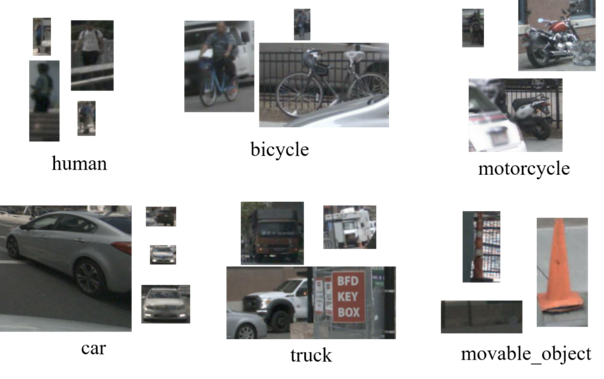 human
bicycle
motorcycle
BFD
KEY
BOX
car
truck
movable_object